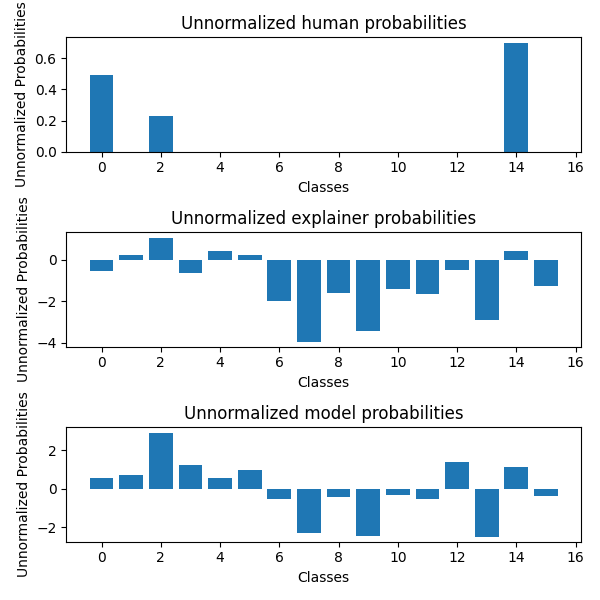 Unnormalized human probabilities
Unnormalized Probabilities
0.6
0.4
0.2
0.0
0 2 4 6 8 10 12 14 16
Classes
Unnormalized explainer probabilities
Unnormalized Probabilities
0
−2
−4
0 2 4 6 8 10 12 14 16
Classes
Unnormalized model probabilities
Unnormalized Probabilities
2
0
−2
0 2 4 6 8 10 12 14 16
Classes